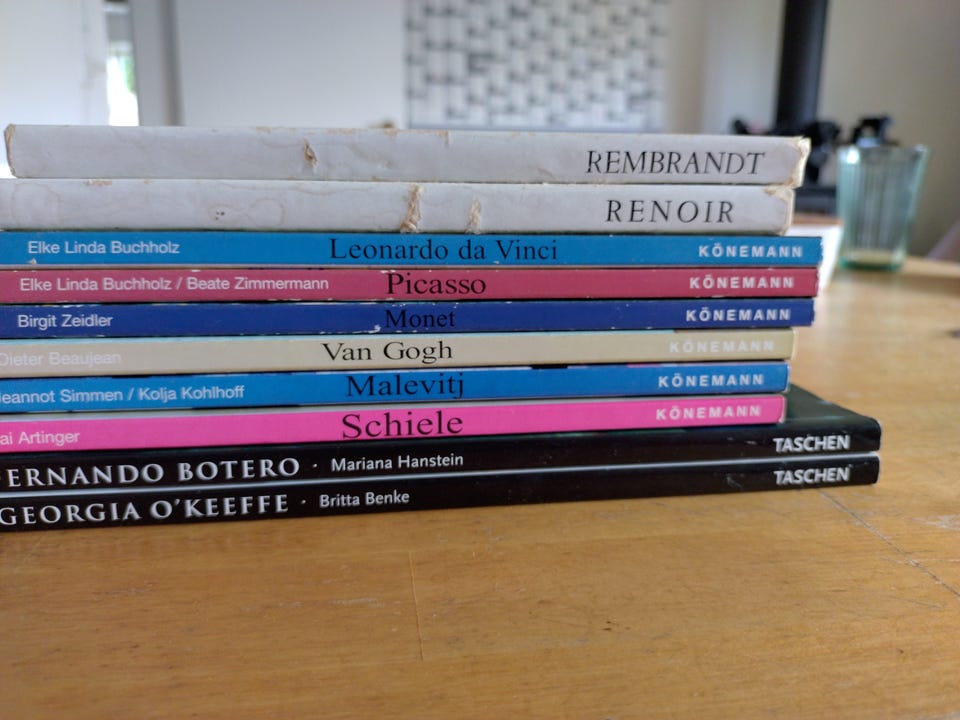 REMBRANDT
RENOIR
Elke Linda Buchholz Leonardo da Vinci KÖNEMANN
Elke Linda Buchholz / Beate Zimmermann Picasso KÖNEMANN
Birgit Zeidler Monet KÖNEMANN
Dieter Beaujean Van Gogh KÖNEMANN
Jeannot Simmen / Kolja Kohlhoff Malevitj KÖNEMANN
ai Artinger Schiele KÖNEMANN
ERNANDO BOTERO · Mariana Hanstein TASCHEN
GEORGIA O'KEEFFE · Britta Benke TASCHEN